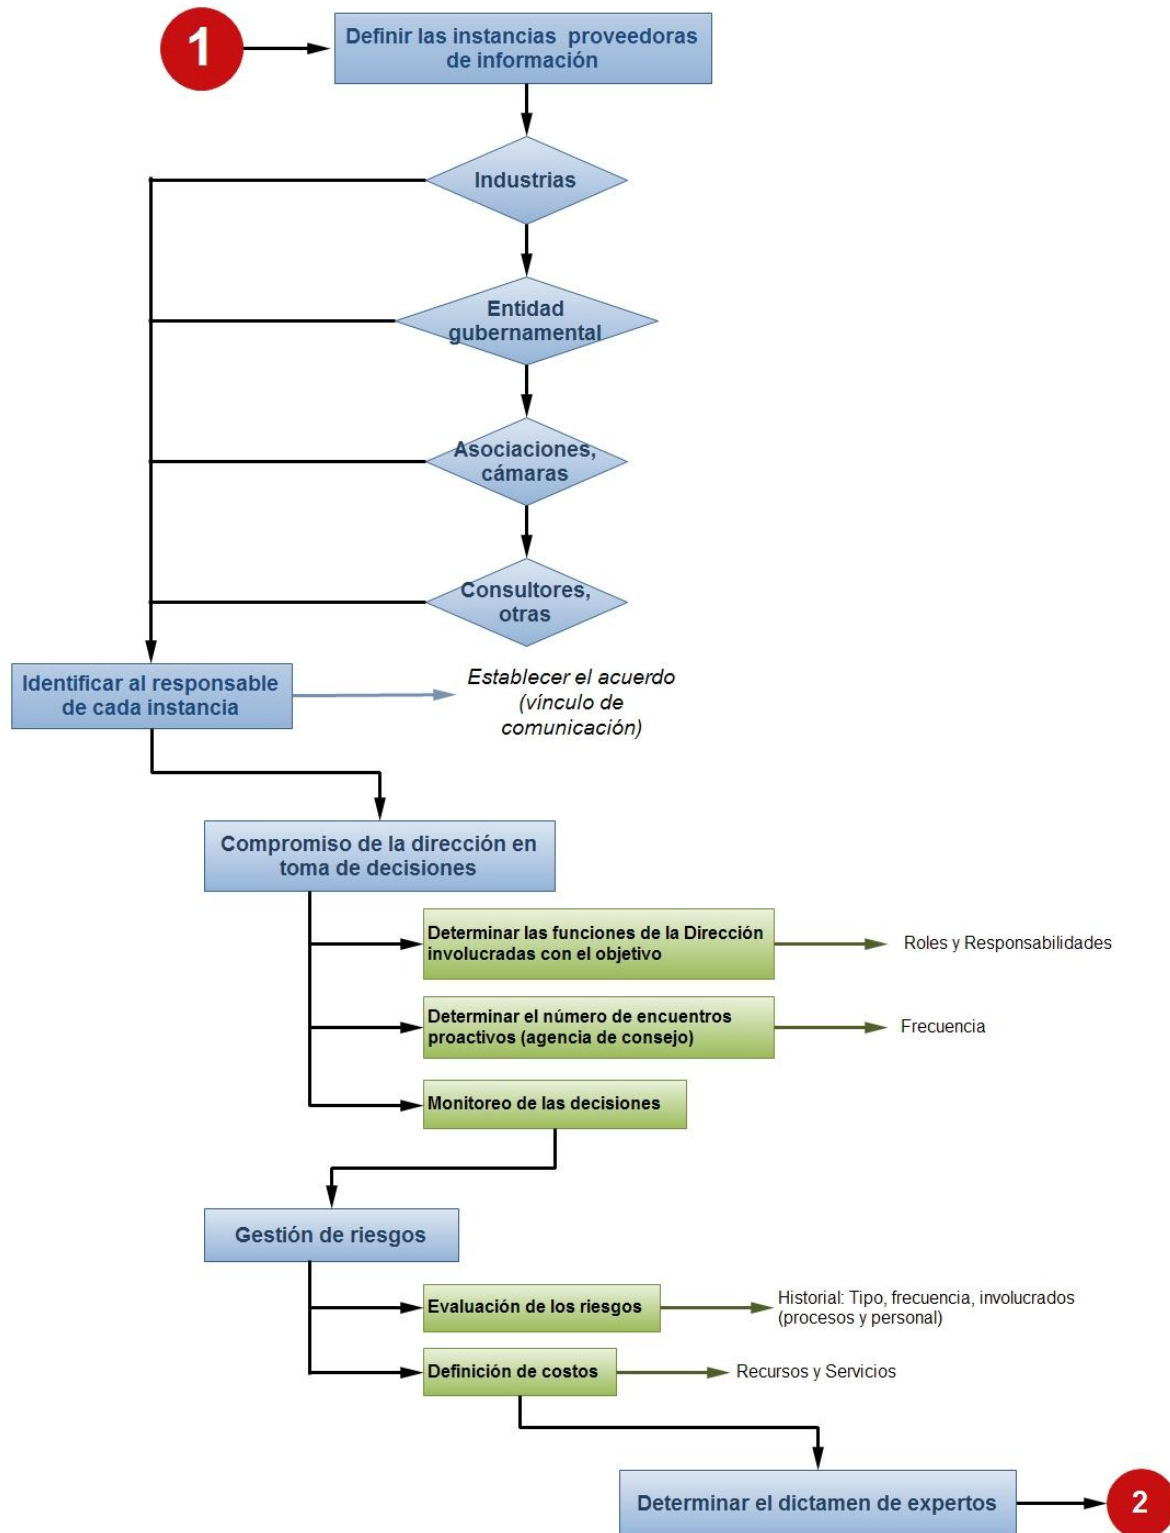 1
Definir las instancias proveedoras
de información
Industrias
Entidad
gubernamental
Asociaciones,
cámaras
Consultores,
otras
Identificar al responsable
de cada instancia
Establecer el acuerdo
(vínculo de
comunicación)
Compromiso de la dirección en
toma de decisiones
Determinar las funciones de la Dirección
involucradas con el objetivo
Roles y Responsabilidades
Determinar el número de encuentros
proactivos (agencia de consejo)
Frecuencia
Monitoreo de las decisiones
Gestión de riesgos
Evaluación de los riesgos
Historial: Tipo, frecuencia, involucrados
(procesos y personal)
Definición de costos
Recursos y Servicios
Determinar el dictamen de expertos
2